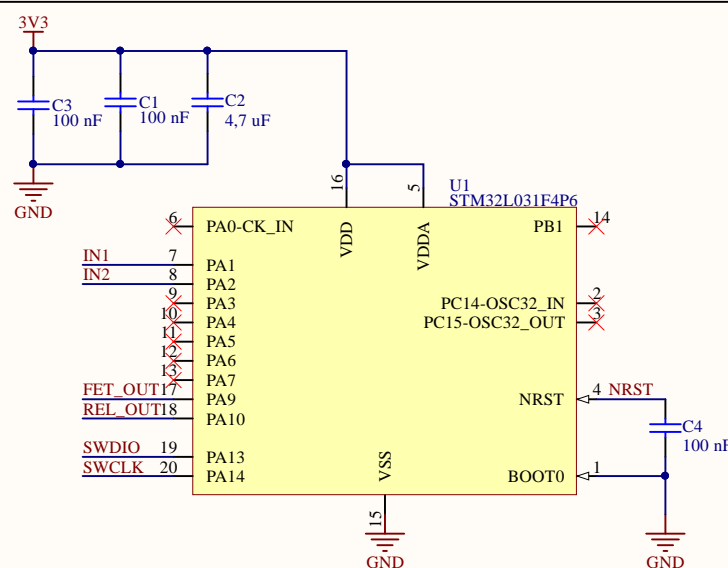 3V3
C3
100 nF
C1
100 nF
C2
4,7 uF
GND
16
5
U1
STM32L031F4P6
VDD
VDDA
6
PA0-CK_IN
PB1
14
IN1
7
PA1
IN2
8
PA2
9
PA3
PC14-OSC32_IN
2
10
PA4
PC15-OSC32_OUT
3
11
PA5
12
PA6
13
PA7
FET_OUT
17
PA9
NRST
4
NRST
REL_OUT
18
PA10
C4
100 nF
SWDIO
19
PA13
SWCLK
20
PA14
VSS
BOOT0
1
15
GND
GND